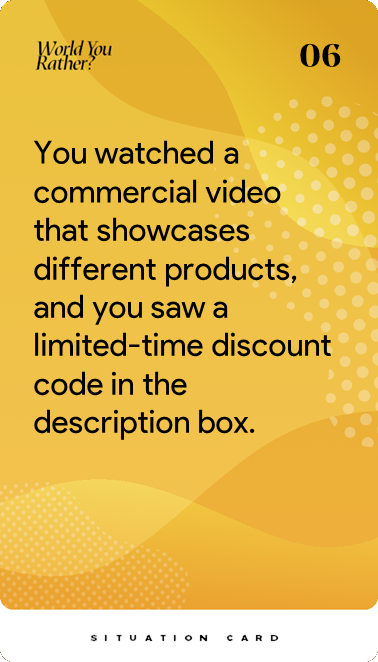 World You
Rather?
06
You watched a
commercial video
that showcases
different products,
and you saw a
limited-time discount
code in the
description box.
SITUATION CARD